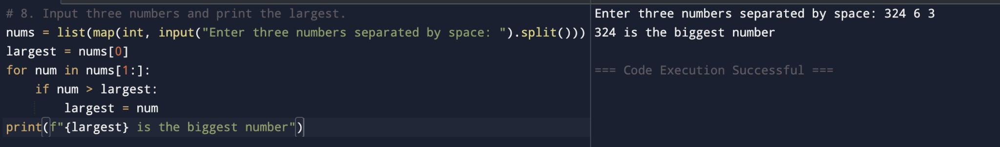 # 8. Input three numbers and print the largest.
nums = list(map(int, input("Enter three numbers separated by space: ").split()))
largest = nums[0]
for num in nums[1:]:
    if num > largest:
        largest = num
print(f"{largest} is the biggest number")
Enter three numbers separated by space: 324 6 3
324 is the biggest number
=== Code Execution Successful ===